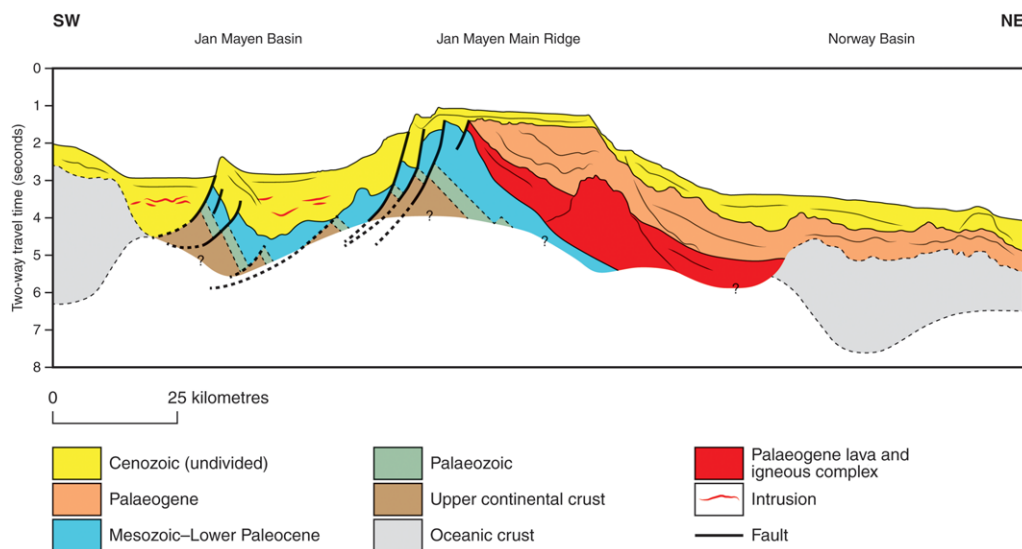 SW
NE
Jan Mayen Basin
Jan Mayen Main Ridge
Norway Basin
Two-way travel time (seconds)
0
1
2
3
4
5
6
7
8
?
?
?
?
0
25 kilometres
Cenozoic (undivided)
Palaeogene
Mesozoic–Lower Paleocene
Palaeozoic
Upper continental crust
Oceanic crust
Palaeogene lava and
igneous complex
Intrusion
Fault